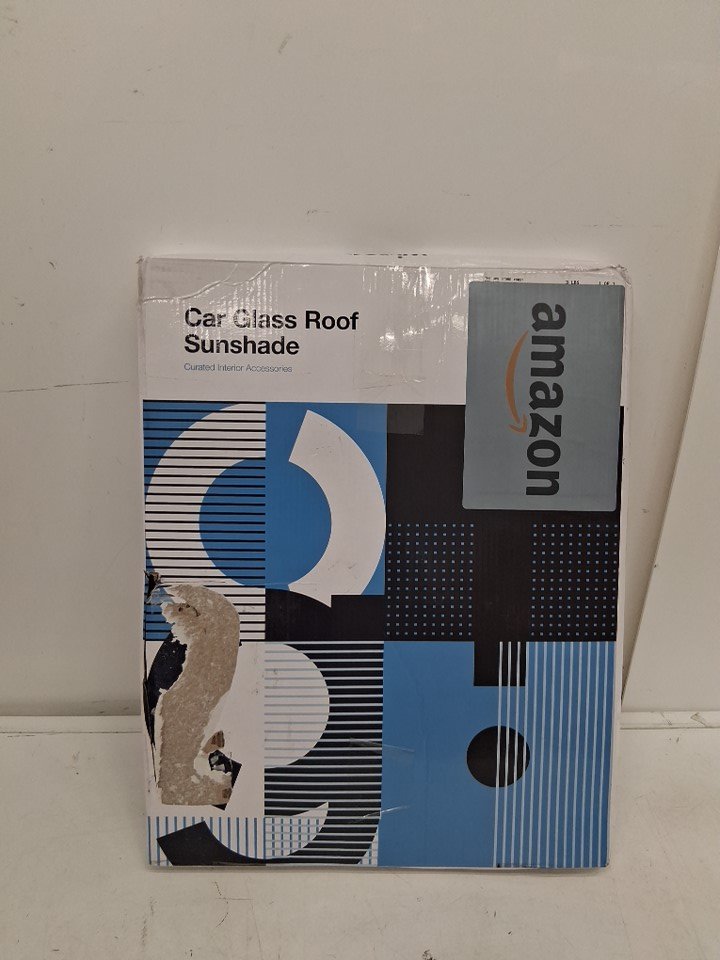 Car Glass Roof
Sunshade
Curated Interior Accessories
amazon